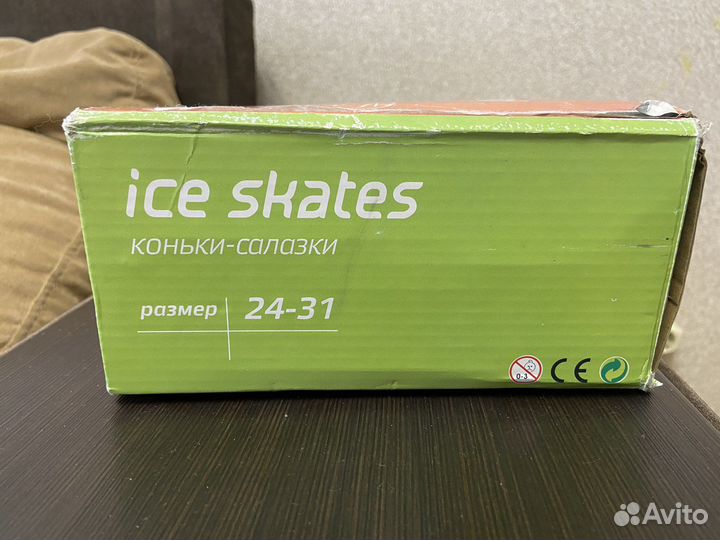 ice skates
коньки-салазки
размер 24-31
0-3 CE
Avito